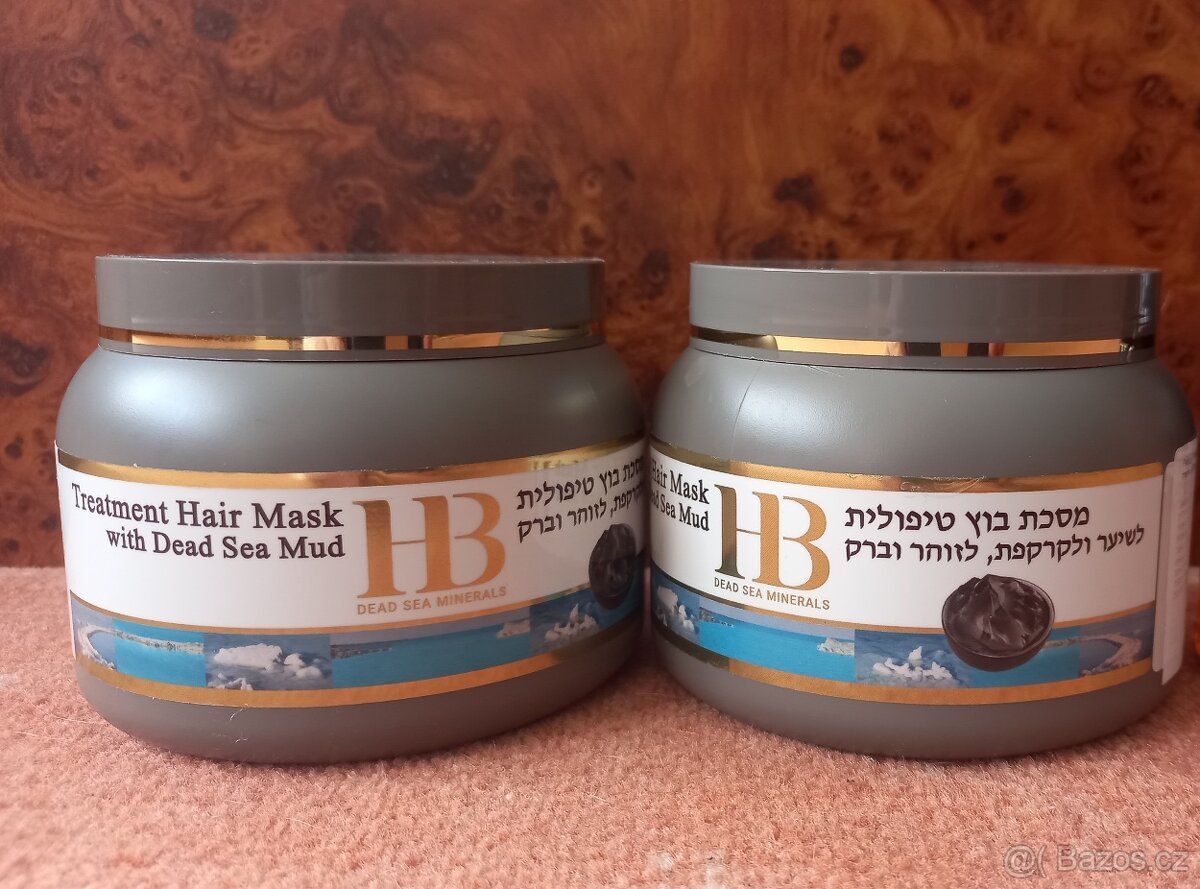 Treatment Hair Mask
with Dead Sea Mud
HB
DEAD SEA MINERALS
מסכת בוץ טיפולית
לקרקפת, לזוהר וברק
Hair Mask
Sea Mud
HB
DEAD SEA MINERALS
מסכת בוץ טיפולית
לשיער ולקרקפת, לזוהר וברק
@( Bazos.cz